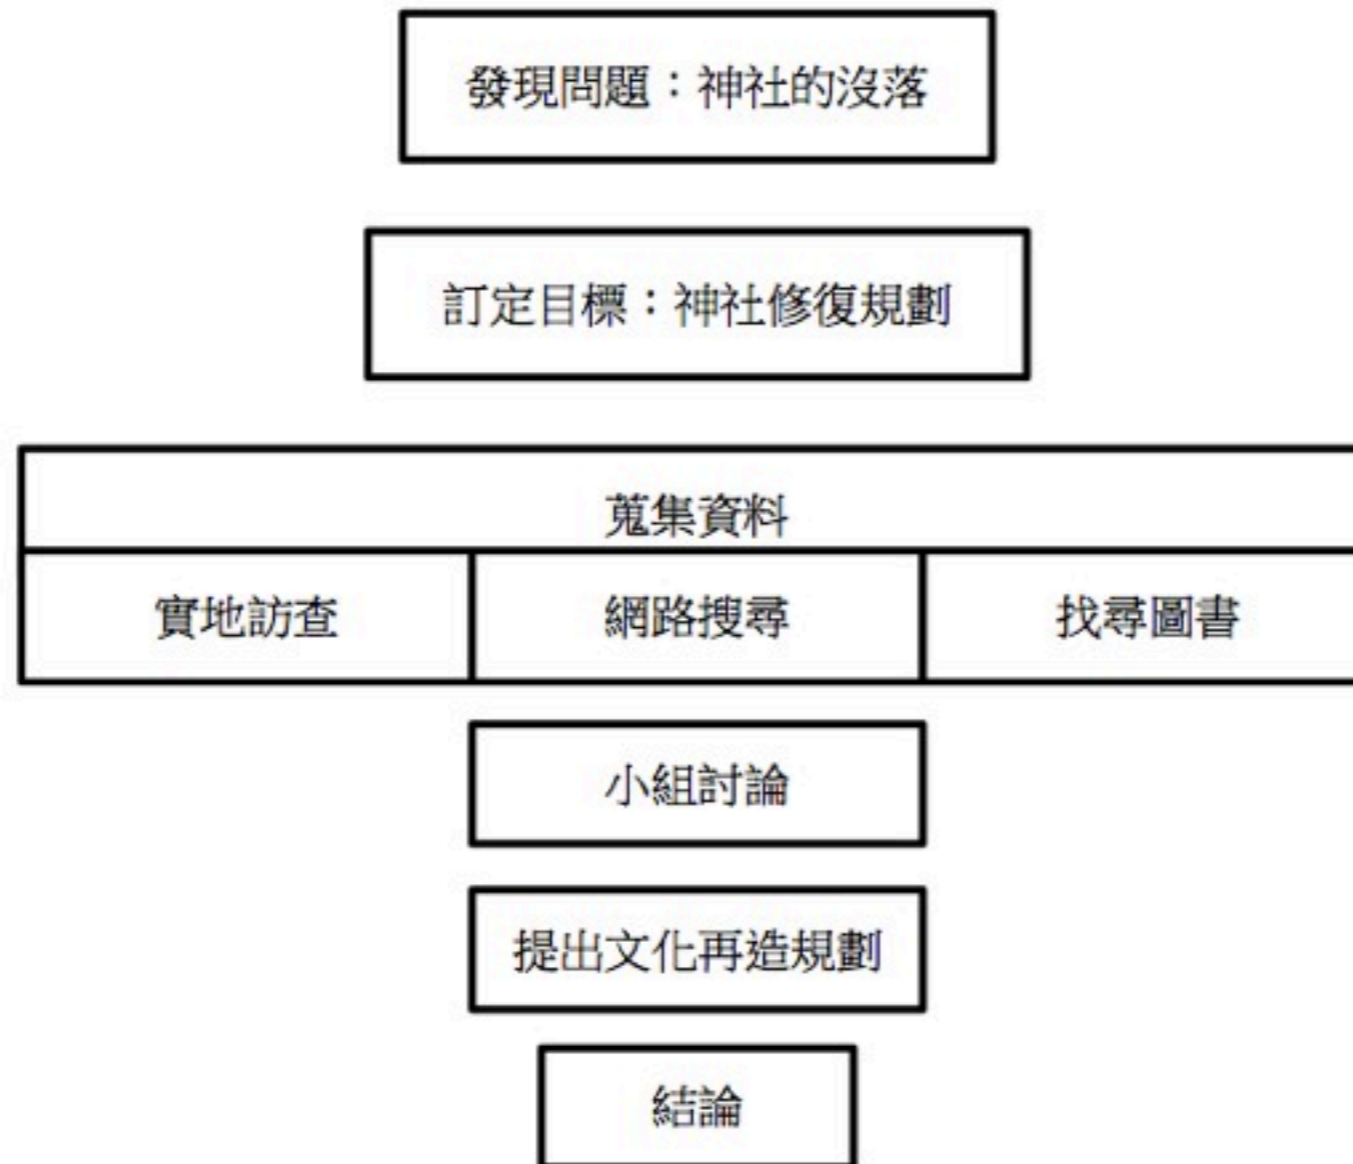 發現問題：神社的沒落
訂定目標：神社修復規劃
蒐集資料
實地訪查
網路搜尋
找尋圖書
小組討論
提出文化再造規劃
結論